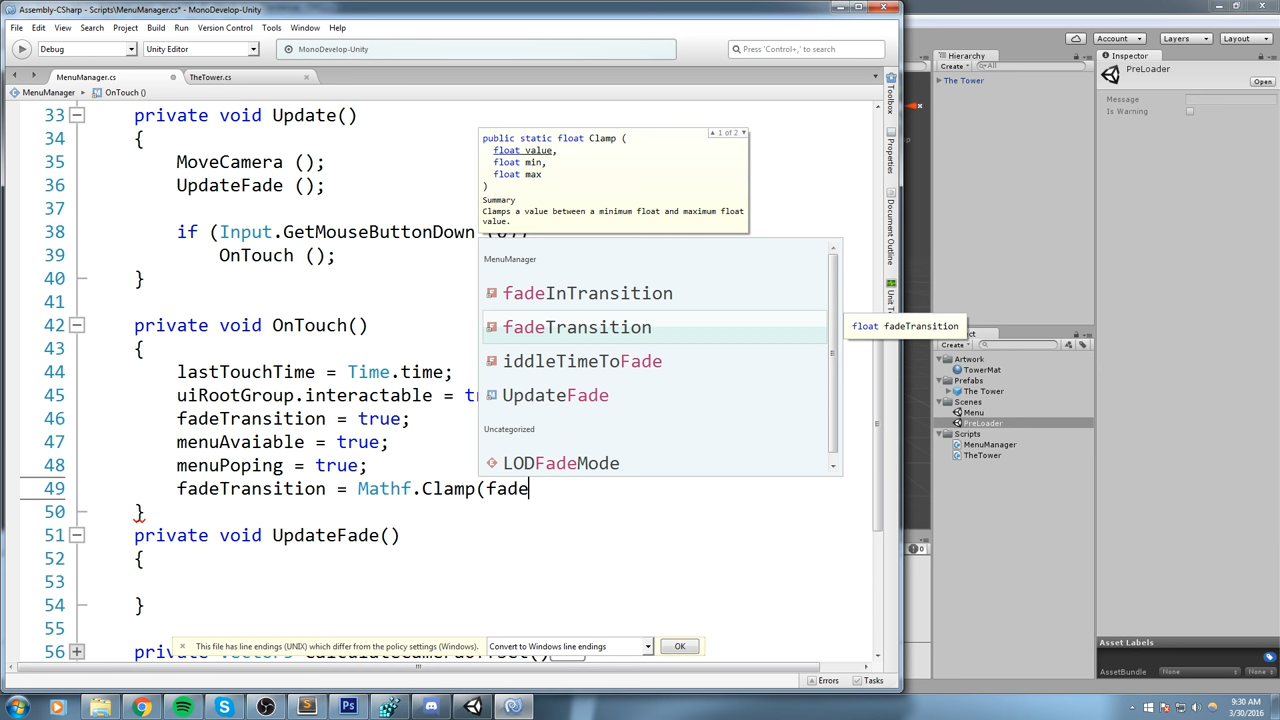 Assembly-CSharp - Scripts\MenuManager.cs* - MonoDevelop-Unity
File Edit View Search Project Build Run Version Control Tools Window Help
Debug Unity Editor MonoDevelop-Unity Press 'Control+,' to search
MenuManager.cs TheTower.cs
MenuManager OnTouch ()
33 private void Update()
34 {
35 MoveCamera ();
36 UpdateFade ();
37
38 if (Input.GetMouseButtonDown (0))
39 OnTouch ();
40 }
41
42 private void OnTouch()
43 {
44 lastTouchTime = Time.time;
45 uiRootGroup.interactable =
46 fadeTransition = true;
47 menuAvaiable = true;
48 menuPoping = true;
49 fadeTransition = Mathf.Clamp(fade
50 }
51 private void UpdateFade()
52 {
53
54 }
55
56 private
public static float Clamp (
float value,
float min,
float max
)
Summary
Clamps a value between a minimum float and maximum float
value.
1 of 2
MenuManager
fadeInTransition
fadeTransition
iddleTimeToFade
UpdateFade
Uncategorized
LODFadeMode
float fadeTransition
This file has line endings (UNIX) which differ from the policy settings (Windows). Convert to Windows line endings OK
Errors Tasks
Toolbox
Properties
Document Outline
Account Layers Layout
Hierarchy
Create All
The Tower
Create
Artwork
TowerMat
Prefabs
The Tower
Scenes
Menu
PreLoader
Scripts
MenuManager
TheTower
Inspector
PreLoader
Open
Message
Is Warning
Asset Labels
AssetBundle None None
9:30 AM
3/30/2016